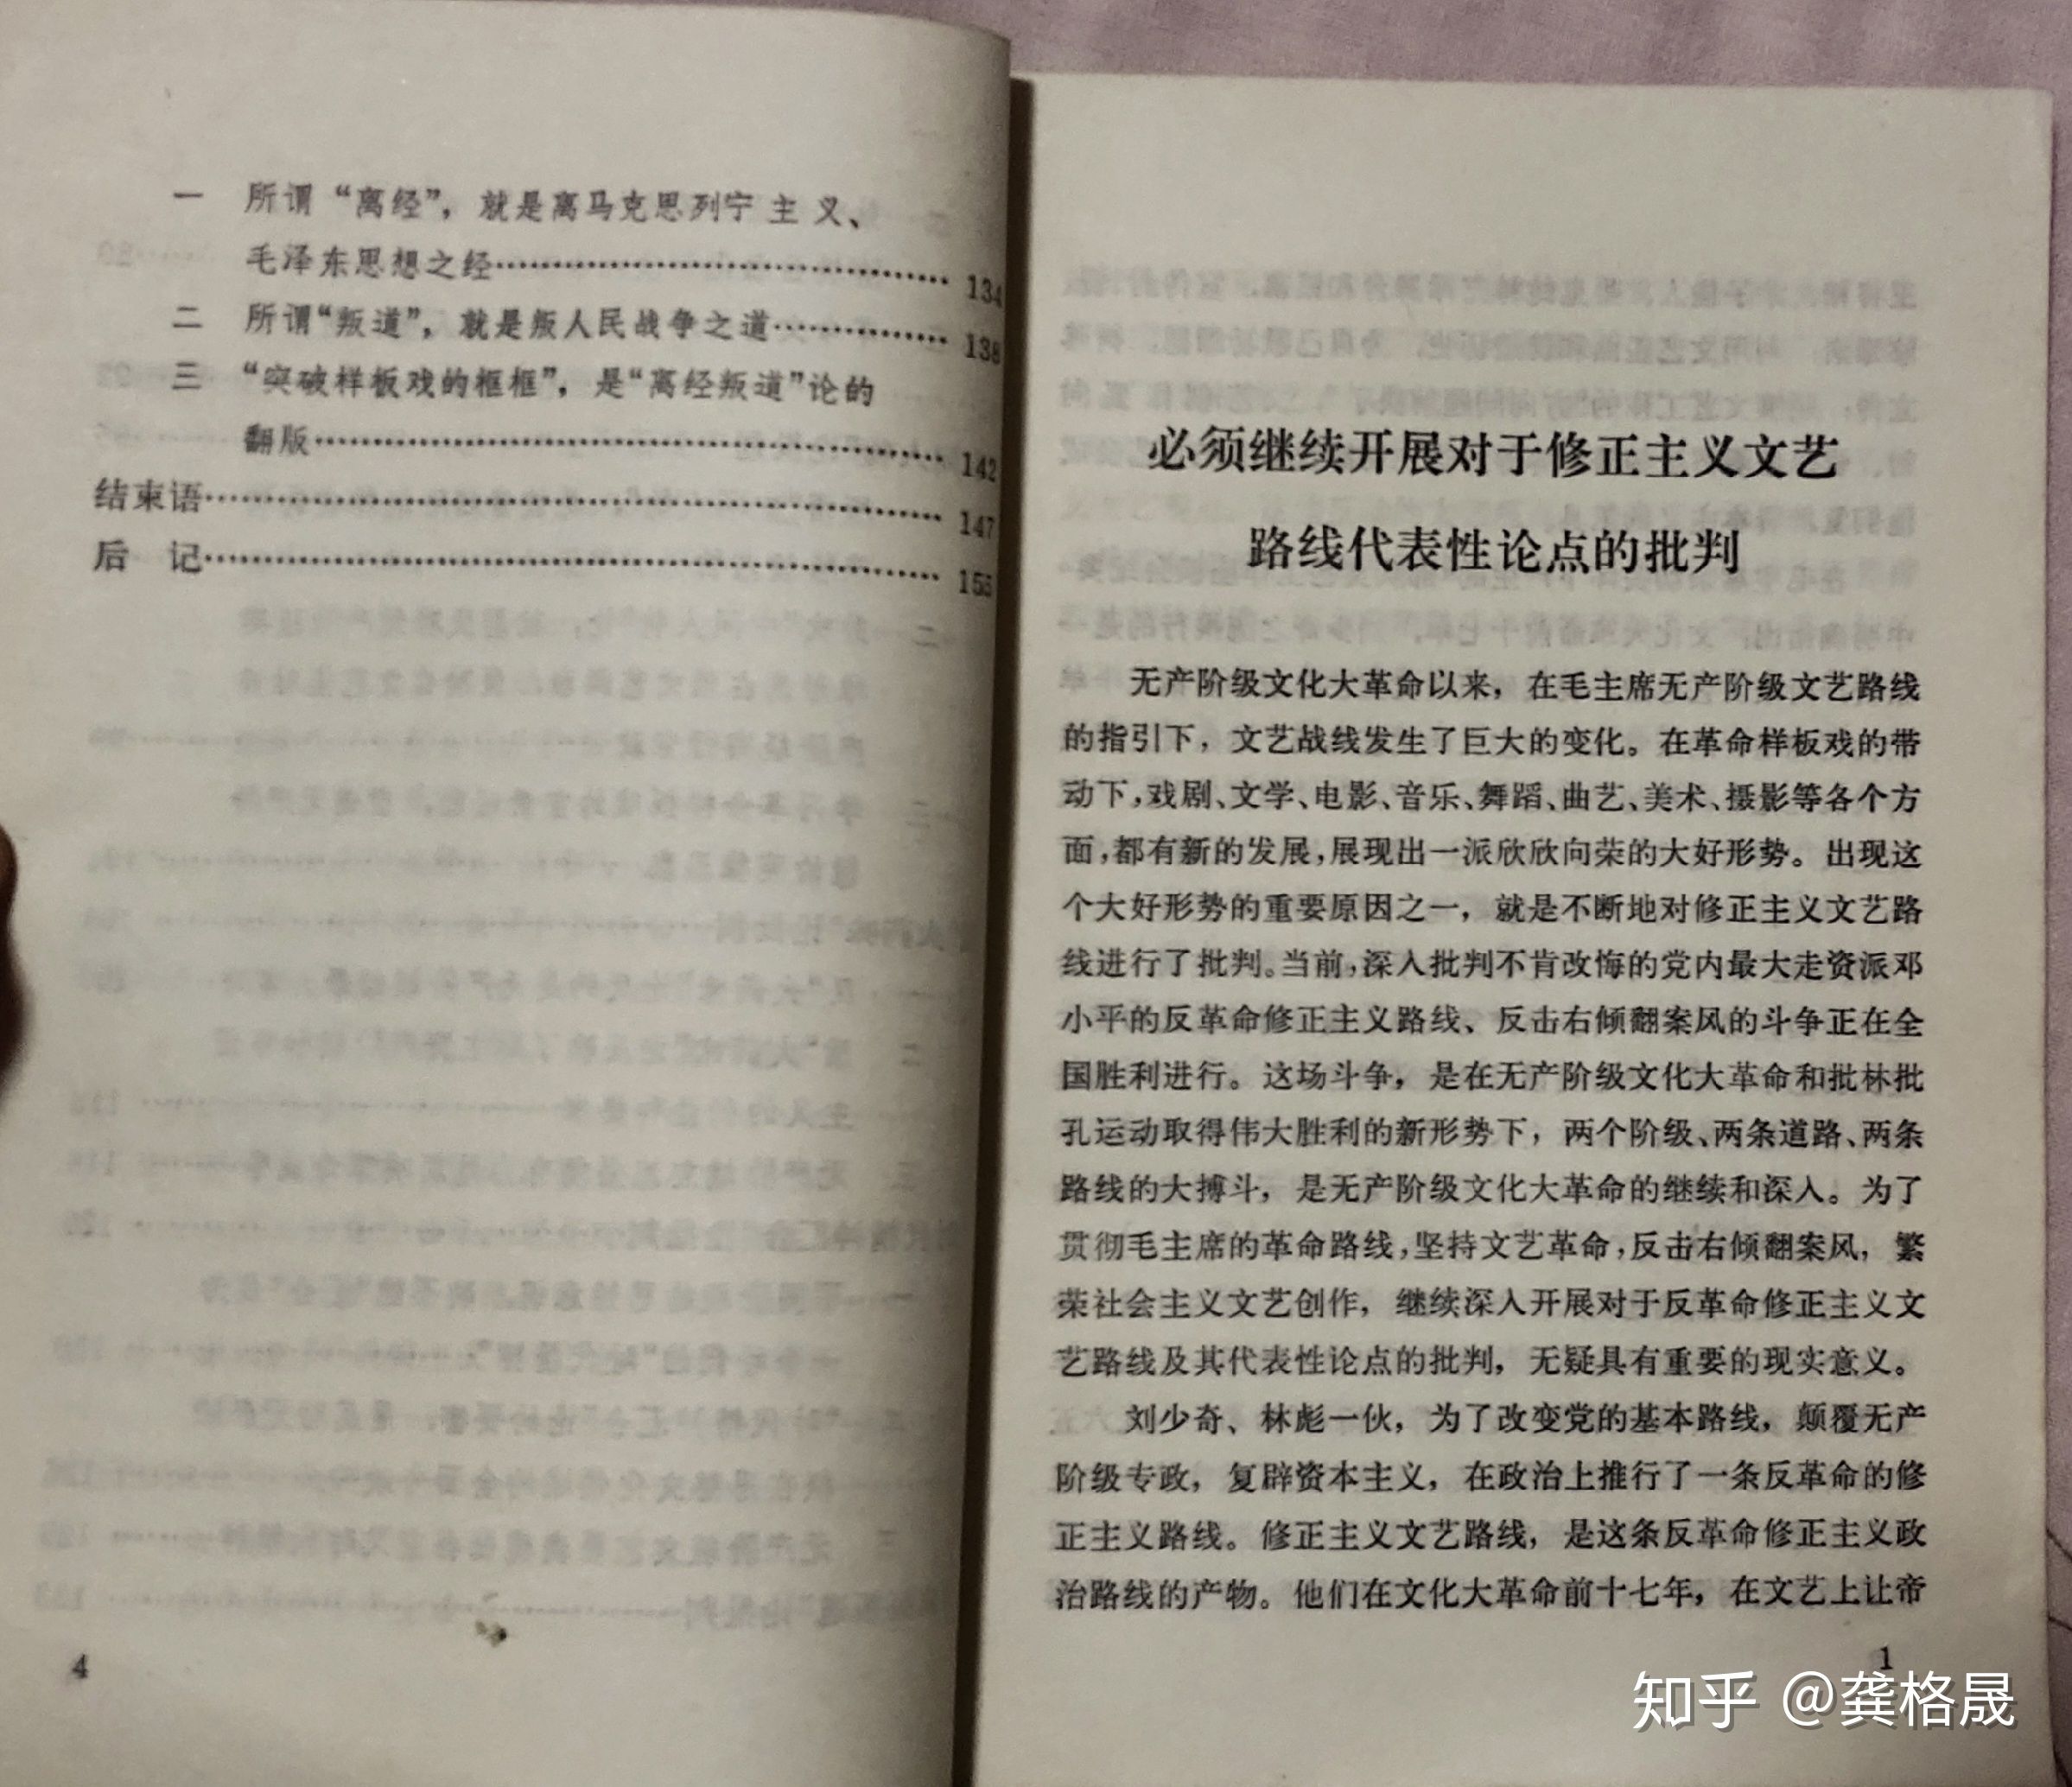 一 所谓“离经”，就是离马克思列宁主义、
毛泽东思想之经……134
二 所谓“叛道”，就是叛人民战争之道……138
三 “突破样板戏的框框”，是“离经叛道”论的
翻版……142
结束语……147
后 记……155
4
必须继续开展对于修正主义文艺
路线代表性论点的批判
无产阶级文化大革命以来，在毛主席无产阶级文艺路线
的指引下，文艺战线发生了巨大的变化。在革命样板戏的带
动下，戏剧、文学、电影、音乐、舞蹈、曲艺、美术、摄影等各个方
面，都有新的发展，展现出一派欣欣向荣的大好形势。出现这
个大好形势的重要原因之一，就是不断地对修正主义文艺路
线进行了批判。当前，深入批判不肯改悔的党内最大走资派邓
小平的反革命修正主义路线、反击右倾翻案风的斗争正在全
国胜利进行。这场斗争，是在无产阶级文化大革命和批林批
孔运动取得伟大胜利的新形势下，两个阶级、两条道路、两条
路线的大搏斗，是无产阶级文化大革命的继续和深入。为了
贯彻毛主席的革命路线，坚持文艺革命，反击右倾翻案风，繁
荣社会主义文艺创作，继续深入开展对于反革命修正主义文
艺路线及其代表性论点的批判，无疑具有重要的现实意义。
刘少奇、林彪一伙，为了改变党的基本路线，颠覆无产
阶级专政，复辟资本主义，在政治上推行了一条反革命的修
正主义路线。修正主义文艺路线，是这条反革命修正主义政
治路线的产物。他们在文化大革命前十七年，在文艺上让帝
1
知乎 @龚格晟